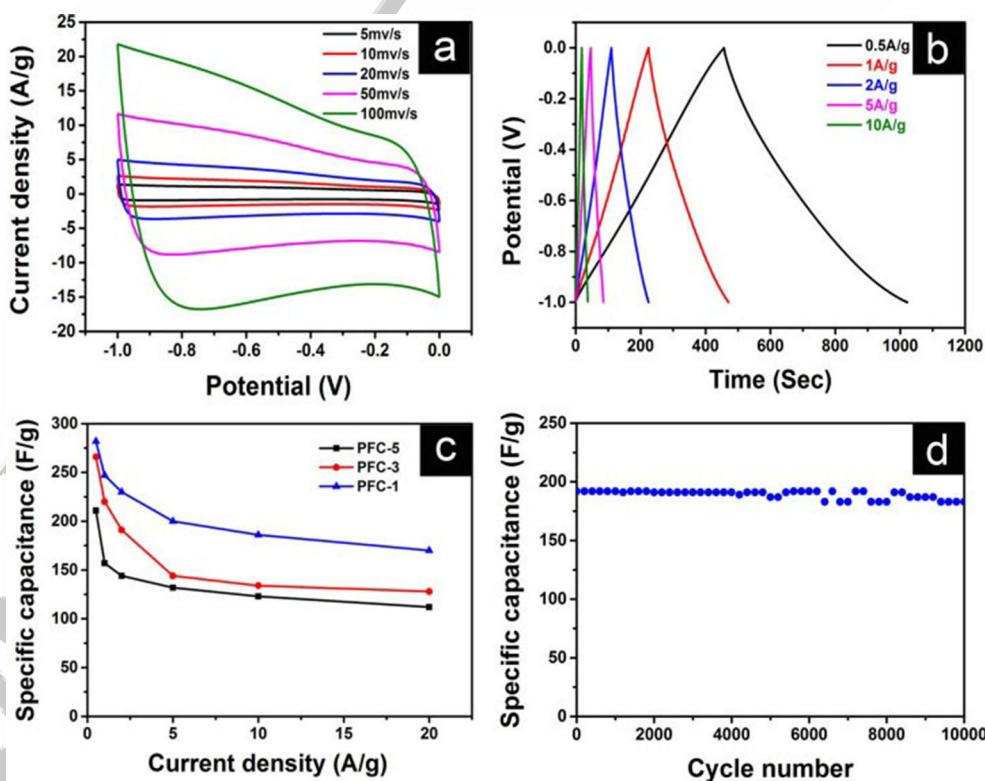 a
Current density (A/g)
25
20
15
10
5
0
-5
-10
-15
-20
-1.0 -0.8 -0.6 -0.4 -0.2 0.0
Potential (V)
5mv/s
10mv/s
20mv/s
50mv/s
100mv/s
b
Potential (V)
0.0
-0.2
-0.4
-0.6
-0.8
-1.0
0 200 400 600 800 1000 1200
Time (Sec)
0.5A/g
1A/g
2A/g
5A/g
10A/g
c
Specific capacitance (F/g)
300
250
200
150
100
50
0
0 5 10 15 20
Current density (A/g)
PFC-5
PFC-3
PFC-1
d
Specific capacitance (F/g)
250
200
150
100
50
0
0 2000 4000 6000 8000 10000
Cycle number